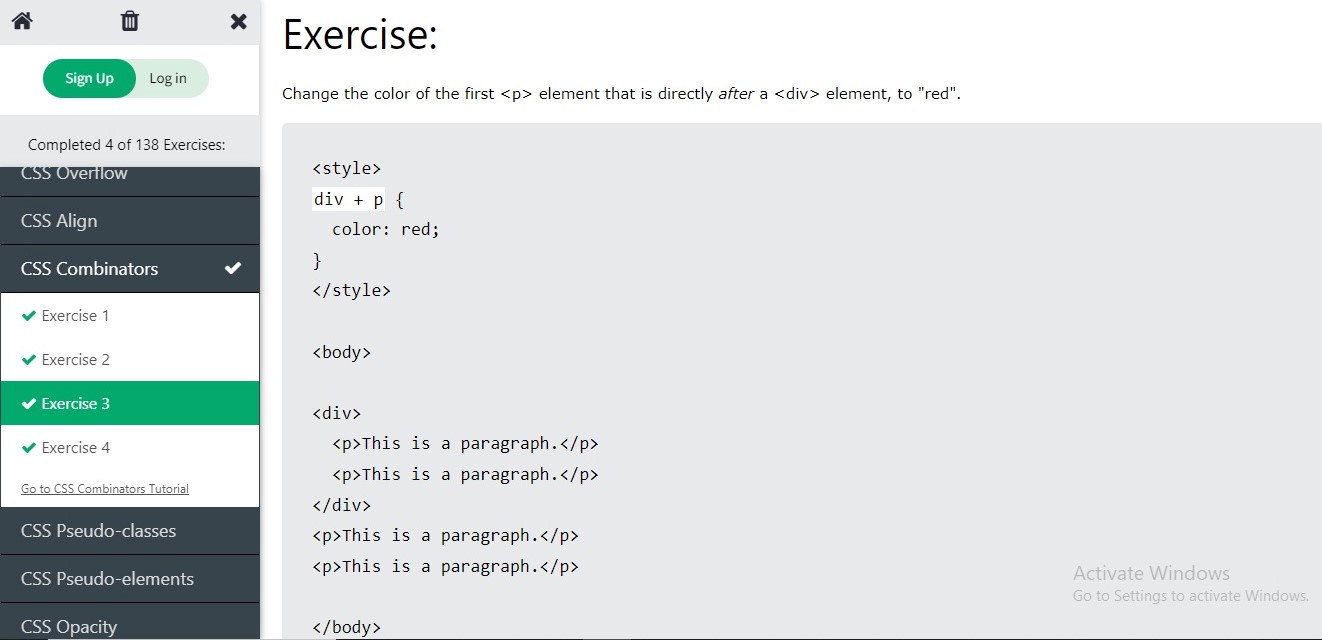 Sign Up Log in
Completed 4 of 138 Exercises:
CSS Overflow
CSS Align
CSS Combinators
Exercise 1
Exercise 2
Exercise 3
Exercise 4
Go to CSS Combinators Tutorial
CSS Pseudo-classes
CSS Pseudo-elements
CSS Opacity
Exercise:
Change the color of the first <p> element that is directly after a <div> element, to "red".
<style>
div + p {
  color: red;
}
</style>
<body>
<div>
  <p>This is a paragraph.</p>
  <p>This is a paragraph.</p>
</div>
<p>This is a paragraph.</p>
<p>This is a paragraph.</p>
</body>
Activate Windows
Go to Settings to activate Windows.